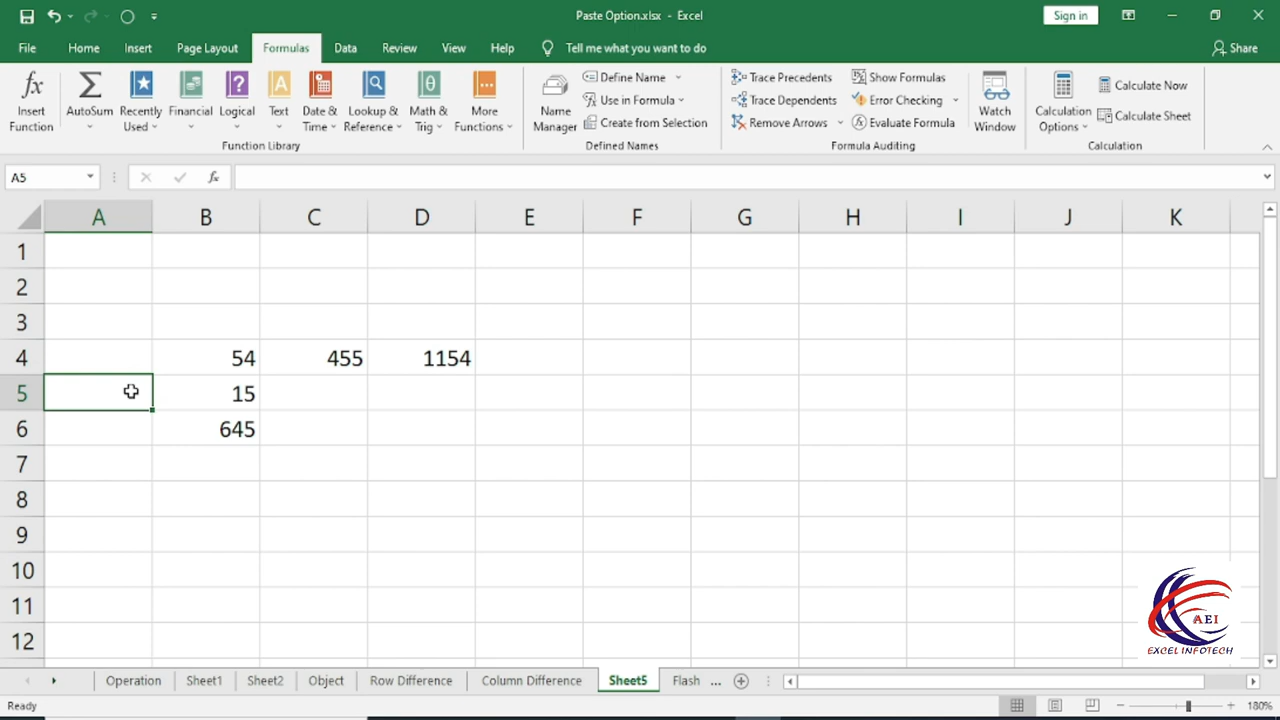 Paste Option.xlsx - Excel
Sign in
File Home Insert Page Layout Formulas Data Review View Help Tell me what you want to do Share
Insert Function
AutoSum
Recently Used
Financial
Logical
Text
Date & Time
Lookup & Reference
Math & Trig
More Functions
Function Library
Name Manager
Define Name
Use in Formula
Create from Selection
Defined Names
Trace Precedents
Trace Dependents
Remove Arrows
Show Formulas
Error Checking
Evaluate Formula
Formula Auditing
Watch Window
Calculation Options
Calculate Now
Calculate Sheet
Calculation
A5
fx
A B C D E F G H I J K
1
2
3
4 54 455 1154
5 15
6 645
7
8
9
10
11
12
AEI
EXCEL INFOTECH
Operation Sheet1 Sheet2 Object Row Difference Column Difference Sheet5 Flash ...
Ready
180%